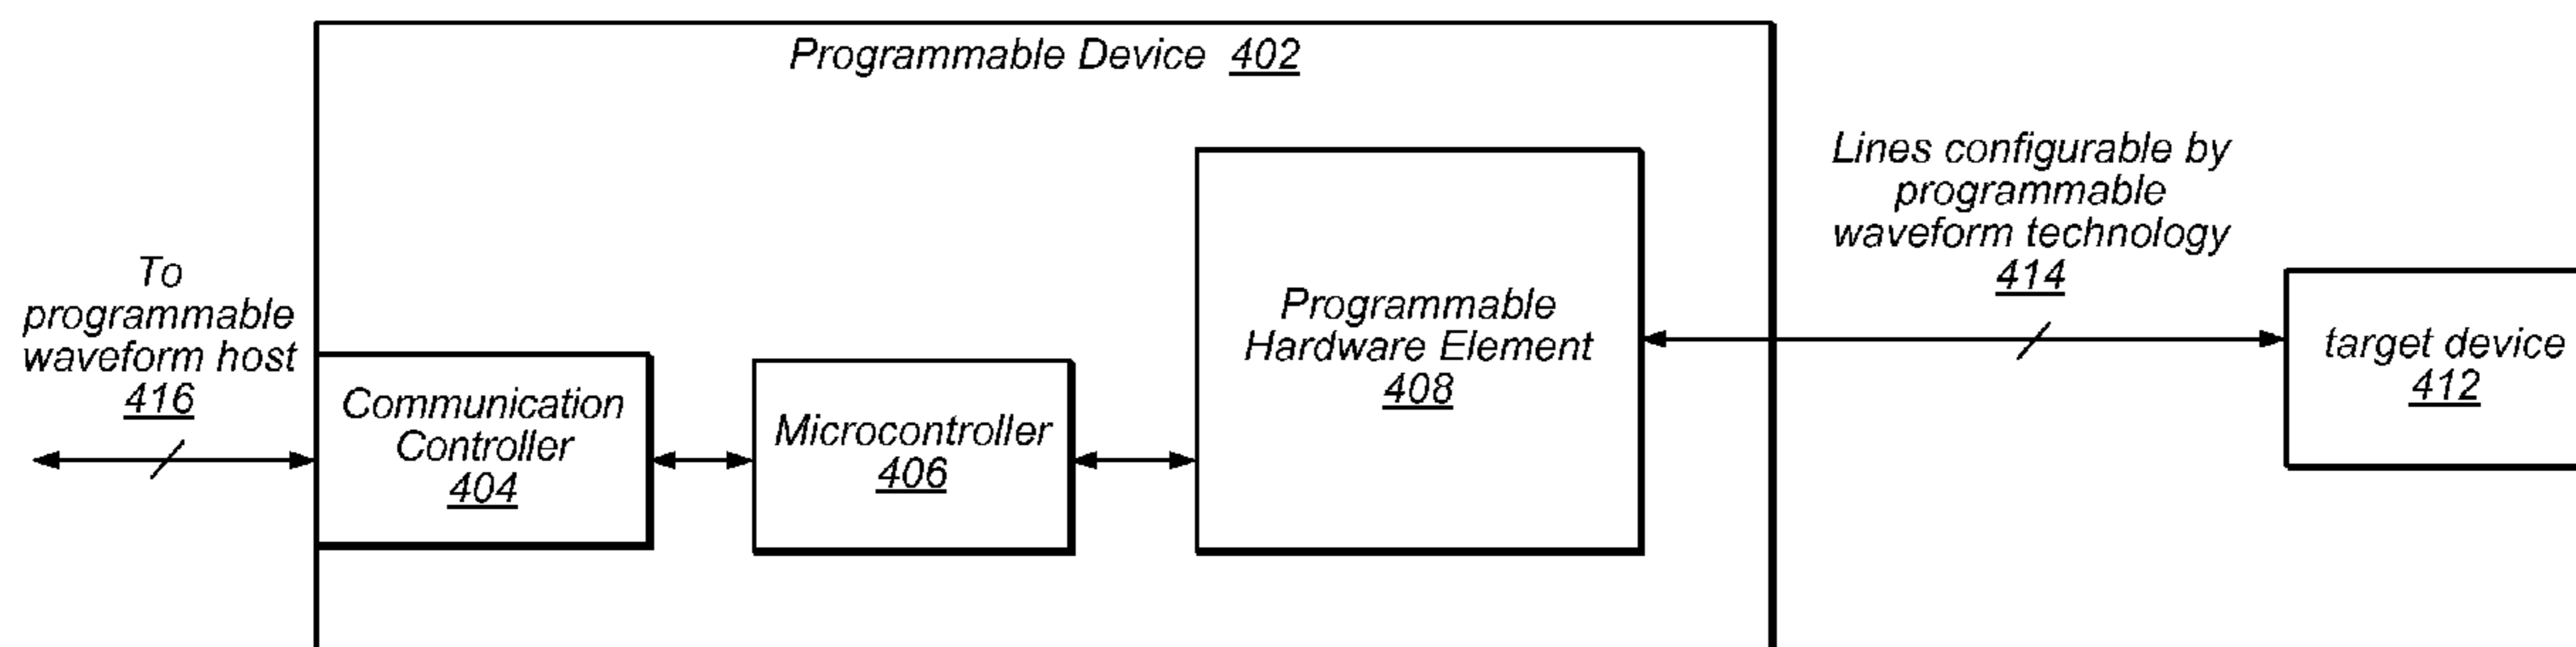 Programmable Device 402
To
programmable
waveform host
416
Communication
Controller
404
Microcontroller
406
Programmable
Hardware Element
408
Lines configurable by
programmable
waveform technology
414
target device
412